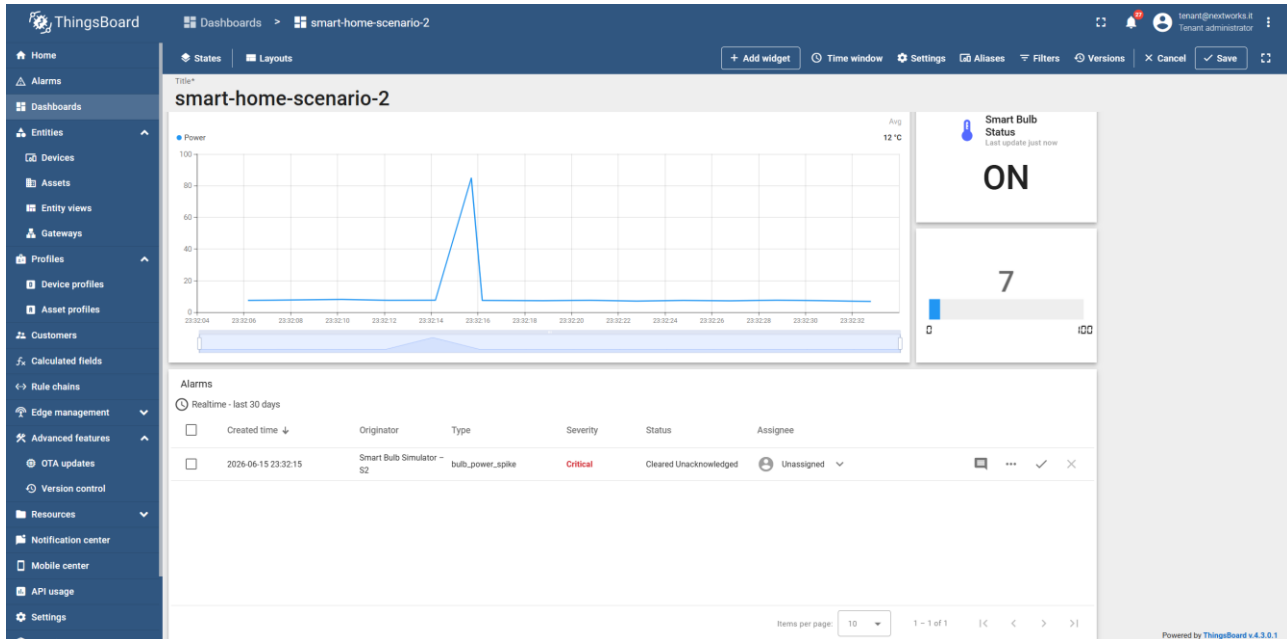 ThingsBoard
Dashboards > smart-home-scenario-2
27
tenant@nextworks.it
Tenant administrator
Home
Alarms
Dashboards
Entities
Devices
Assets
Entity views
Gateways
Profiles
Device profiles
Asset profiles
Customers
Calculated fields
Rule chains
Edge management
Advanced features
OTA updates
Version control
Resources
Notification center
Mobile center
API usage
Settings
States
Layouts
+ Add widget
Time window
Settings
Aliases
Filters
Versions
Cancel
Save
Title*
smart-home-scenario-2
Avg
Power
12 °C
100
80
60
40
20
0
23:32:04 23:32:06 23:32:08 23:32:10 23:32:12 23:32:14 23:32:16 23:32:18 23:32:20 23:32:22 23:32:24 23:32:26 23:32:28 23:32:30 23:32:32
Smart Bulb
Status
Last update just now
ON
7
0 100
Alarms
Realtime - last 30 days
Created time Originator Type Severity Status Assignee
2026-06-15 23:32:15 Smart Bulb Simulator – S2 bulb_power_spike Critical Cleared Unacknowledged Unassigned
Items per page: 10 1 – 1 of 1
Powered by ThingsBoard v.4.3.0.1